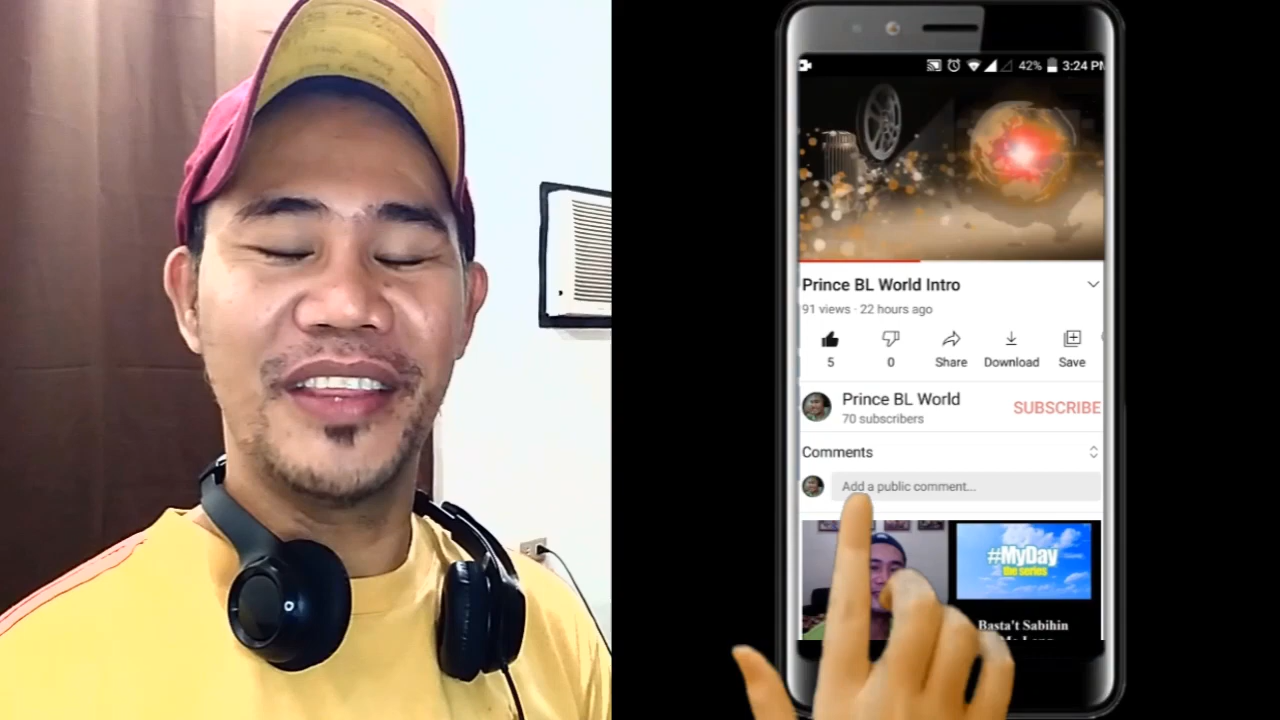 42% 3:24 PM
Prince BL World Intro
91 views · 22 hours ago
5 0 Share Download Save
Prince BL World
70 subscribers
SUBSCRIBE
Comments
Add a public comment...
#MyDay
the series
Basta't Sabihin